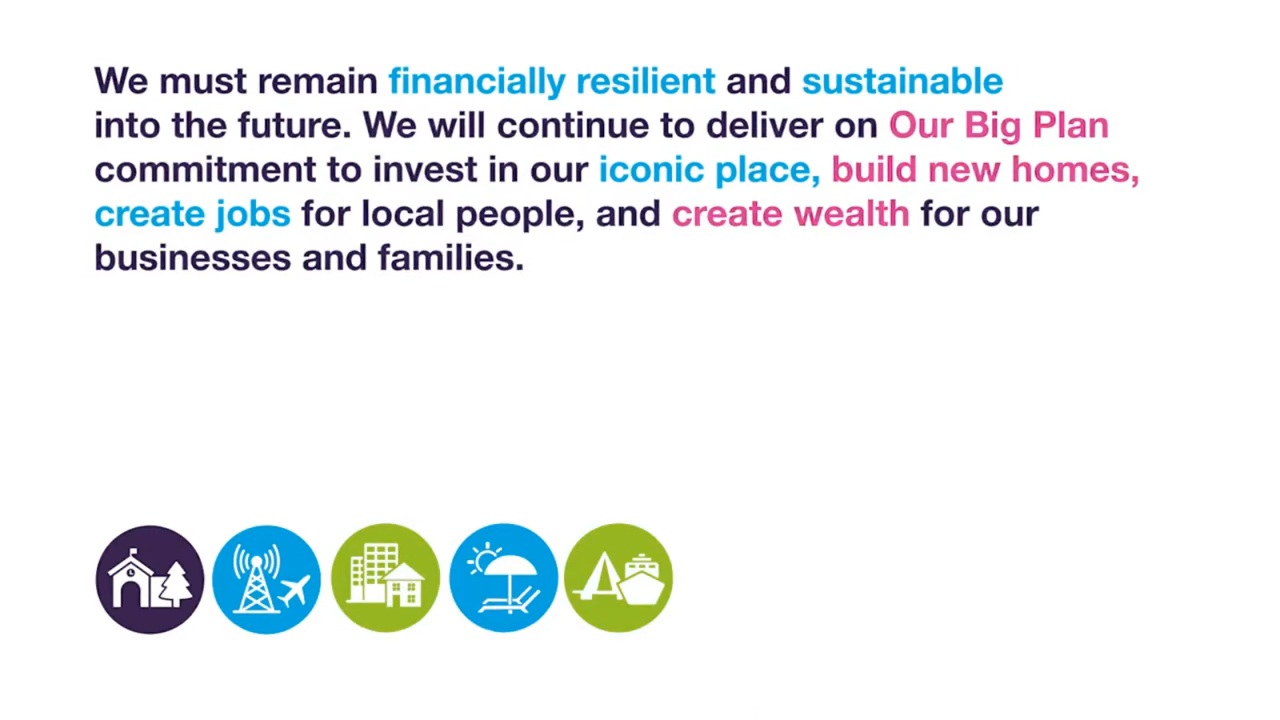 We must remain financially resilient and sustainable
into the future. We will continue to deliver on Our Big Plan
commitment to invest in our iconic place, build new homes,
create jobs for local people, and create wealth for our
businesses and families.